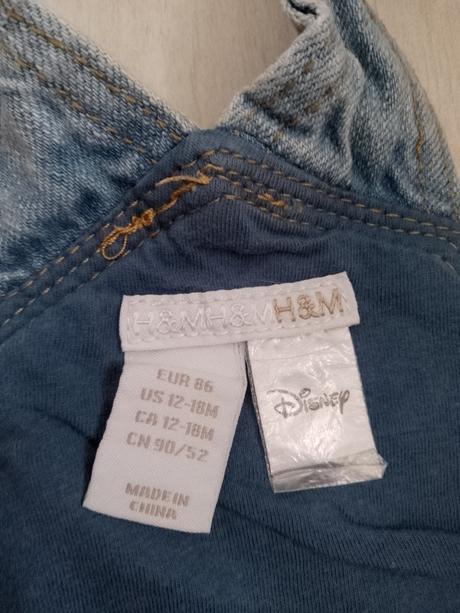 H&MH&MH&M
EUR 86
US 12-18M
CA 12-18M
CN 90/52
MADE IN
CHINA
Disney